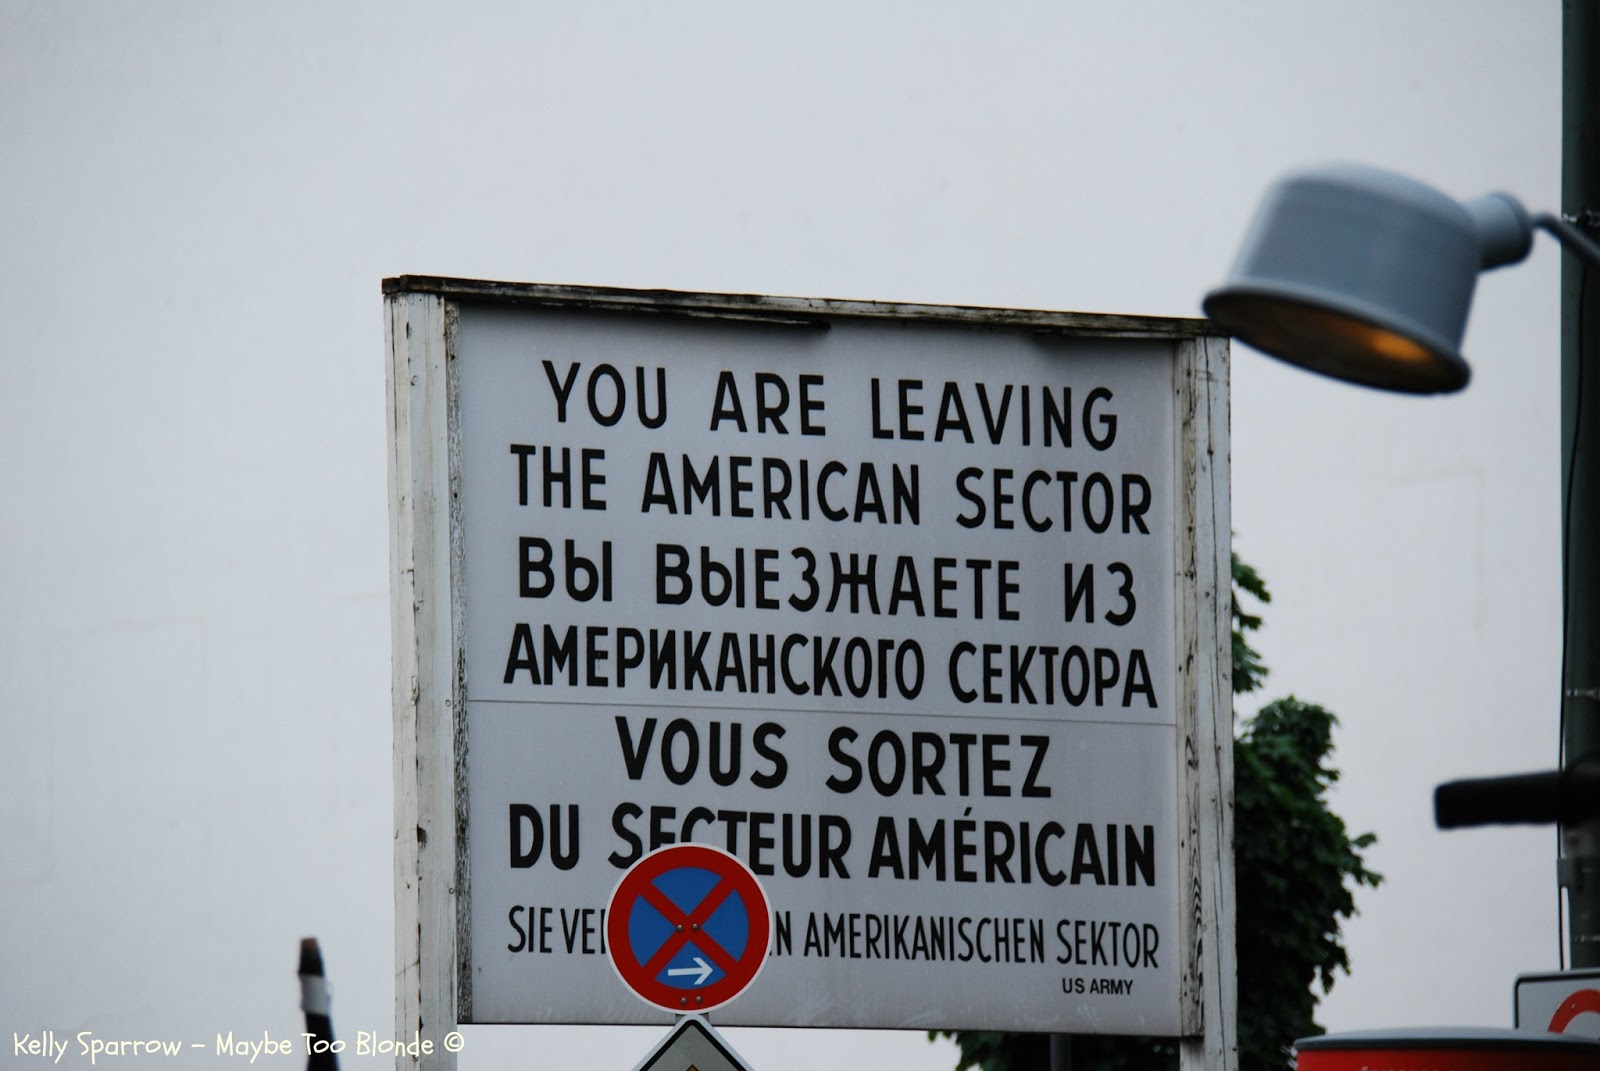 YOU ARE LEAVING
THE AMERICAN SECTOR
ВЫ ВЫЕЗЖАЕТЕ ИЗ
АМЕРИКАНСКОГО СЕКТОРА
VOUS SORTEZ
DU SECTEUR AMÉRICAIN
SIE AMERIKANISCHEN SEKTOR
US ARMY
Kelly Sparrow - Maybe Too Blonde ©